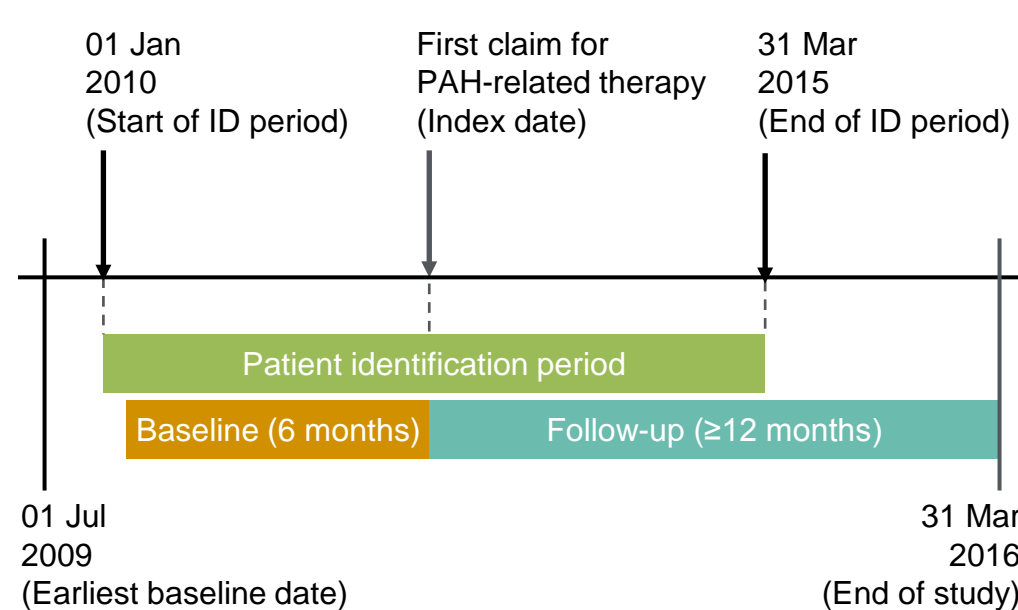 01 Jan
2010
(Start of ID period)
First claim for
PAH-related therapy
(Index date)
31 Mar
2015
(End of ID period)
Patient identification period
Baseline (6 months)
Follow-up (≥12 months)
01 Jul
2009
(Earliest baseline date)
31 Mar
2016
(End of study)